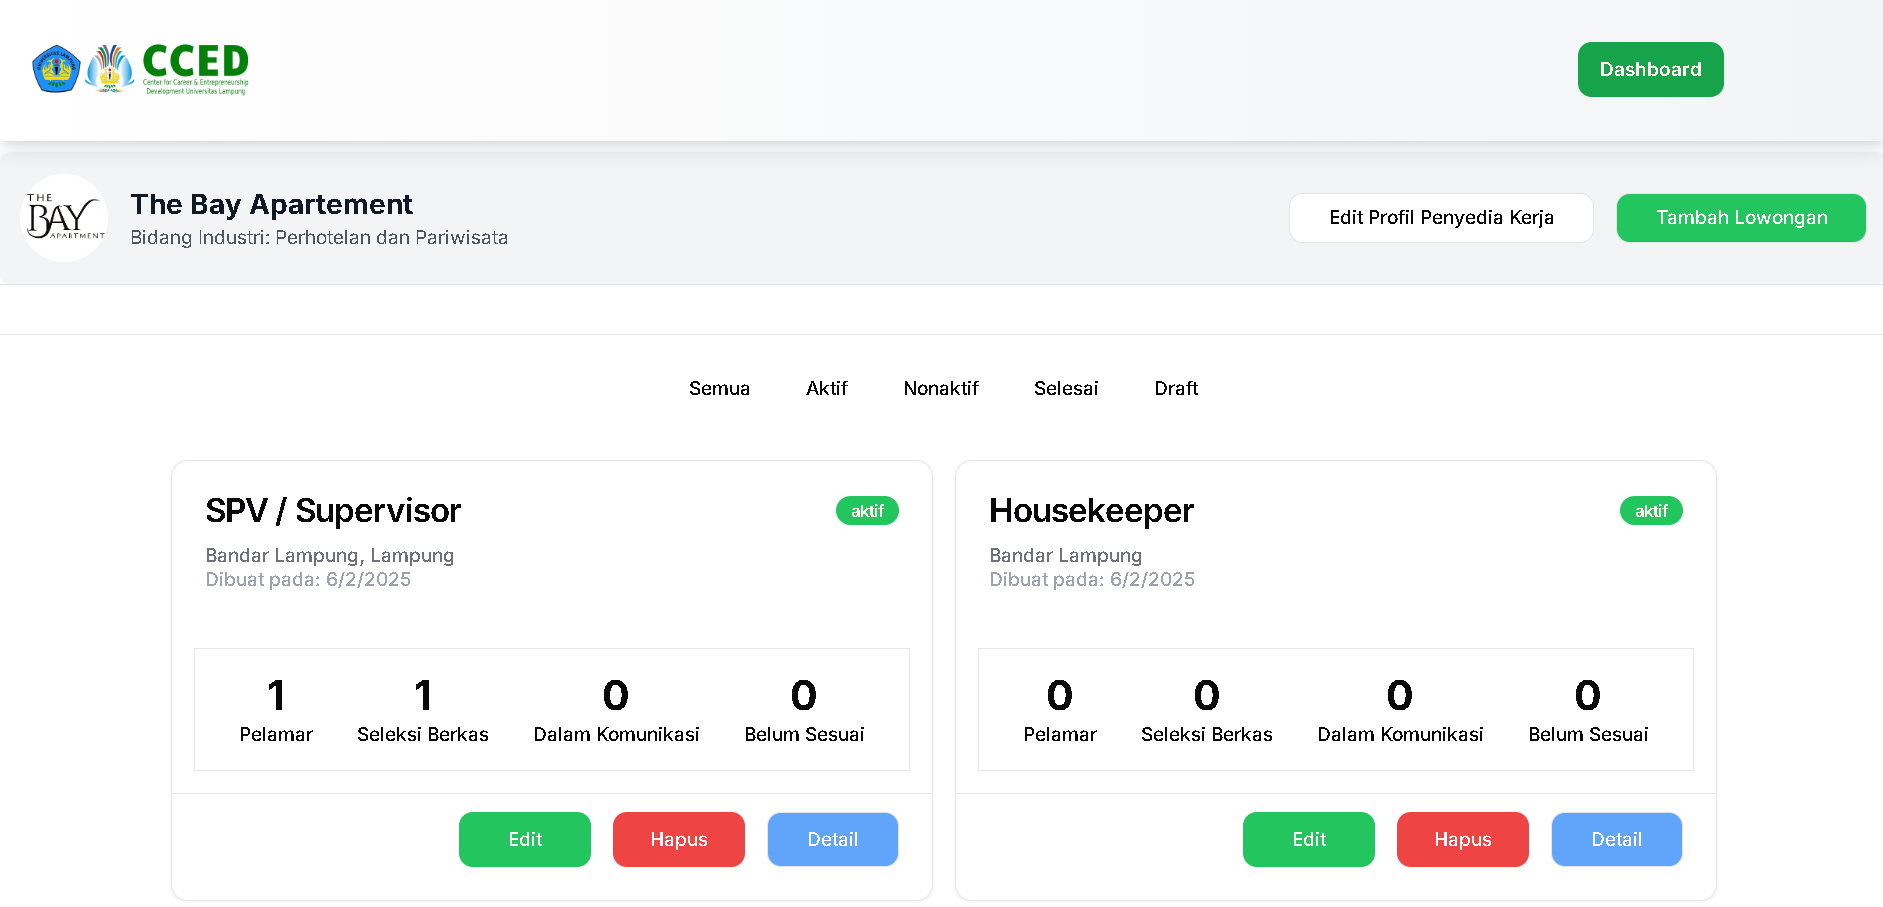 CCED
Center for Career & Entrepreneurship
Development Universitas Lampung
Dashboard
THE
BAY
APARTMENT
The Bay Apartement
Bidang Industri: Perhotelan dan Pariwisata
Edit Profil Penyedia Kerja
Tambah Lowongan
Semua Aktif Nonaktif Selesai Draft
SPV / Supervisor
aktif
Bandar Lampung, Lampung
Dibuat pada: 6/2/2025
1 1 0 0
Pelamar Seleksi Berkas Dalam Komunikasi Belum Sesuai
Edit Hapus Detail
Housekeeper
aktif
Bandar Lampung
Dibuat pada: 6/2/2025
0 0 0 0
Pelamar Seleksi Berkas Dalam Komunikasi Belum Sesuai
Edit Hapus Detail